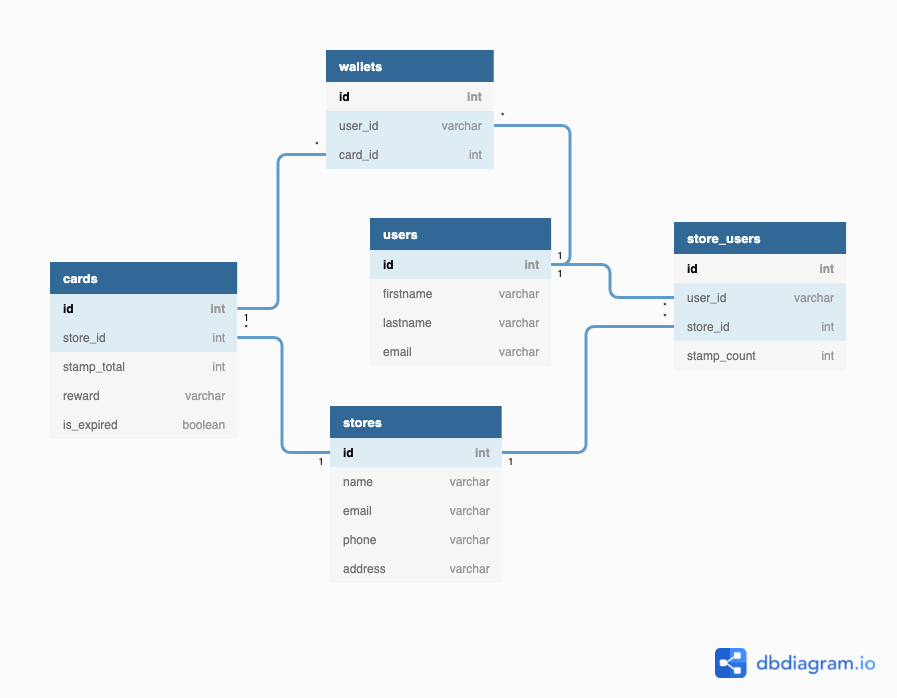 wallets
id int
user_id varchar
card_id int
*
*
users
id int
firstname varchar
lastname varchar
email varchar
1
1
store_users
id int
user_id varchar
store_id int
stamp_count int
*
*
cards
id int
store_id int
stamp_total int
reward varchar
is_expired boolean
1
*
stores
id int
name varchar
email varchar
phone varchar
address varchar
1
1
dbdiagram.io